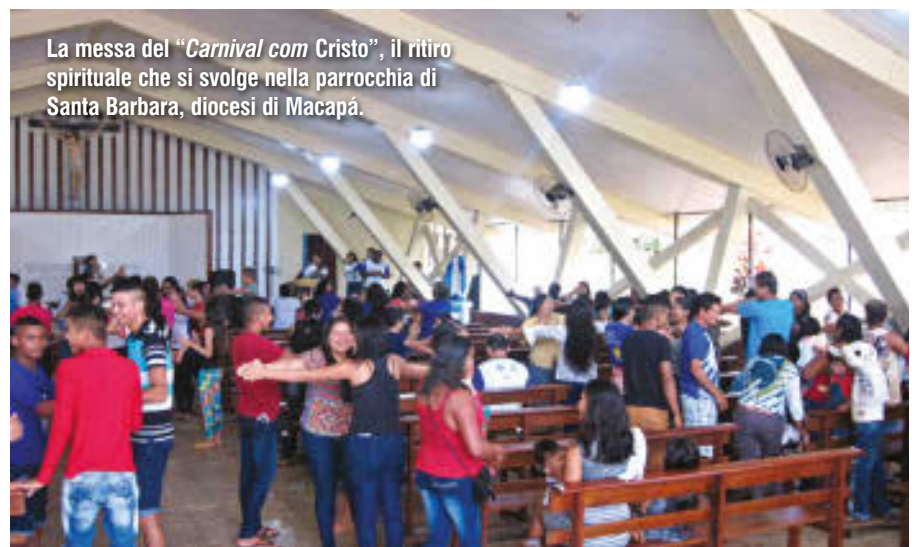 La messa del “Carnival com Cristo”, il ritiro
spirituale che si svolge nella parrocchia di
Santa Barbara, diocesi di Macapá.